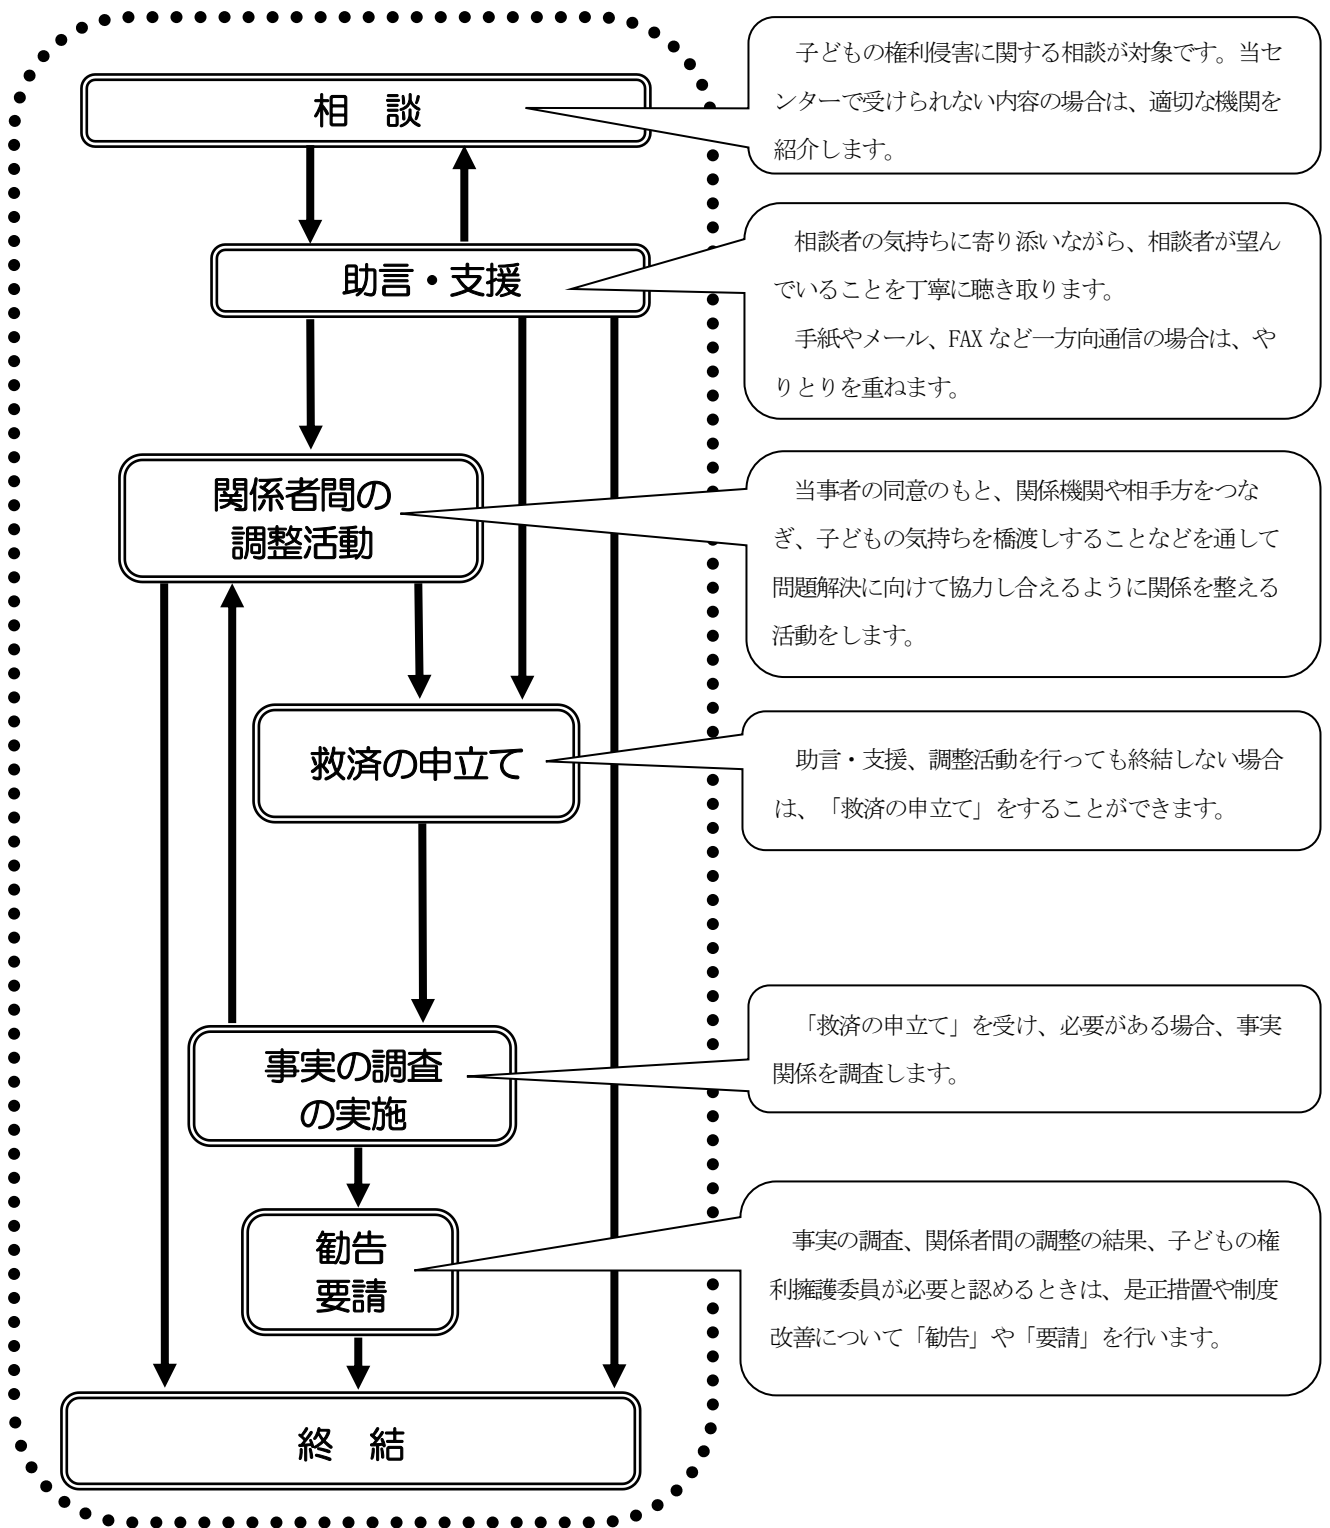 相　談
子どもの権利侵害に関する相談が対象です。当セ
ンターで受けられない内容の場合は、適切な機関を
紹介します。
助言・支援
相談者の気持ちに寄り添いながら、相談者が望ん
でいることを丁寧に聴き取ります。
手紙やメール、FAX など一方向通信の場合は、や
りとりを重ねます。
関係者間の
調整活動
当事者の同意のもと、関係機関や相手方をつな
ぎ、子どもの気持ちを橋渡しすることなどを通して
問題解決に向けて協力し合えるように関係を整える
活動をします。
救済の申立て
助言・支援、調整活動を行っても終結しない場合
は、「救済の申立て」をすることができます。
事実の調査
の実施
「救済の申立て」を受け、必要がある場合、事実
関係を調査します。
勧告
要請
事実の調査、関係者間の調整の結果、子どもの権
利擁護委員が必要と認めるときは、是正措置や制度
改善について「勧告」や「要請」を行います。
終　結